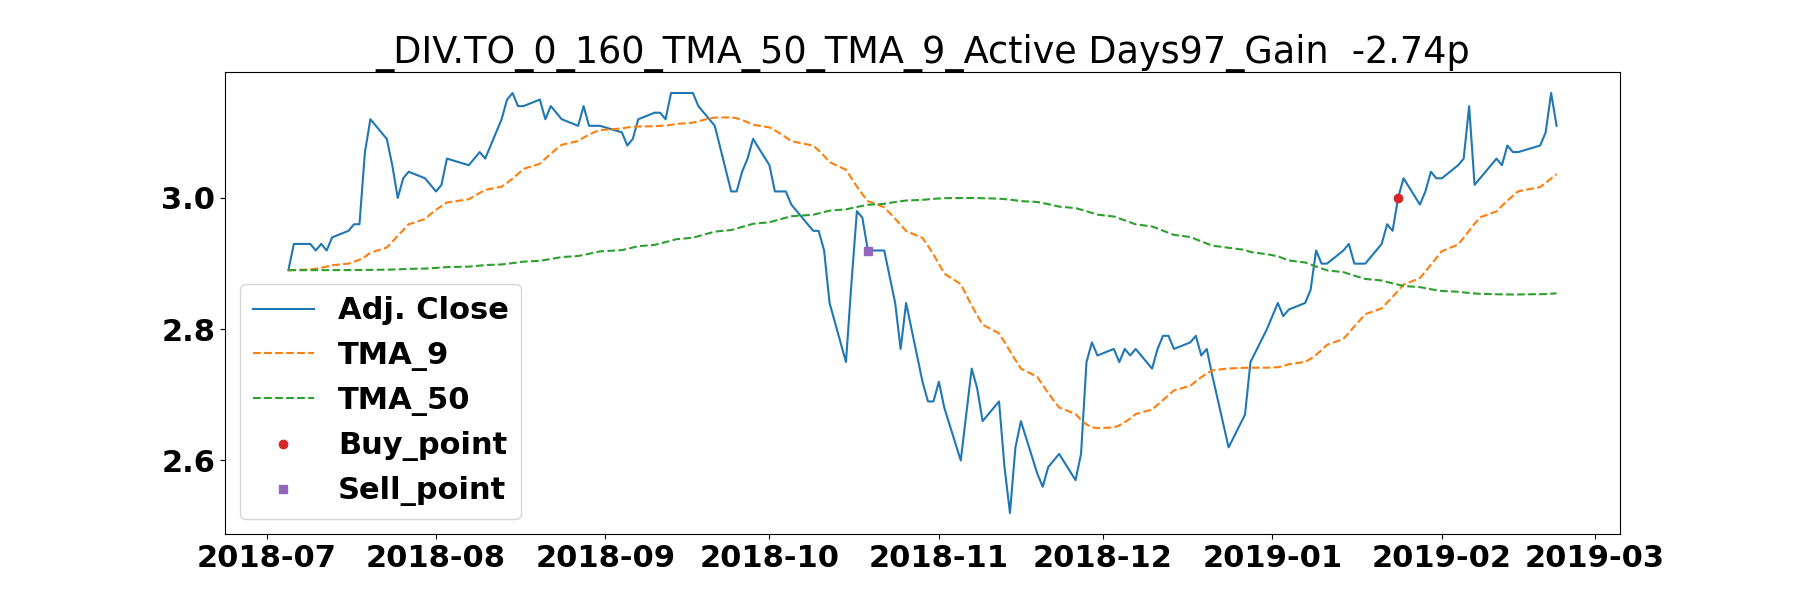 _DIV.TO_0_160_TMA_50_TMA_9_Active Days97_Gain  -2.74p
3.0
2.8
2.6
Adj. Close
TMA_9
TMA_50
Buy_point
Sell_point
2018-07 2018-08 2018-09 2018-10 2018-11 2018-12 2019-01 2019-02 2019-03